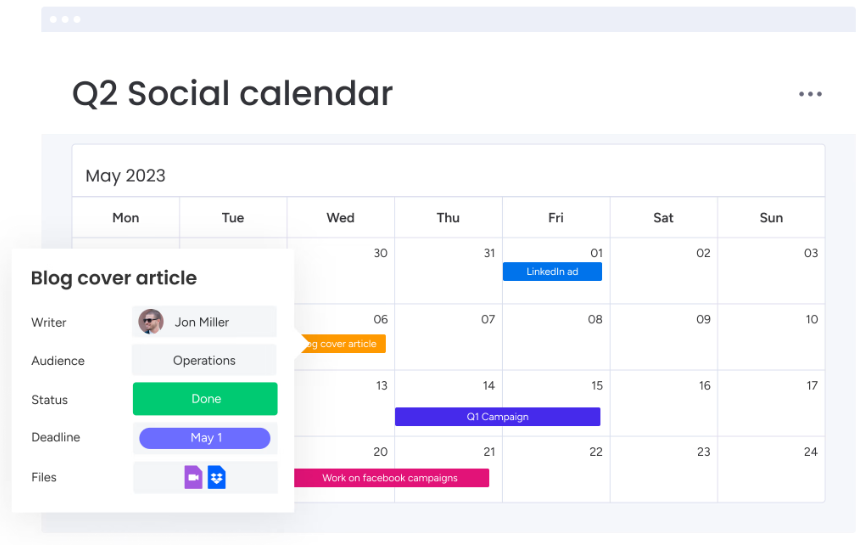 Q2 Social calendar
May 2023
Mon Tue Wed Thu Fri Sat Sun
30 31 01 02 03
LinkedIn ad
Blog cover article
Writer Jon Miller
Audience Operations
Status Done
Deadline May 1
Files
06 07 08 09 10
cover article
13 14 15 16 17
Q1 Campaign
20 21 22 23 24
Work on facebook campaigns